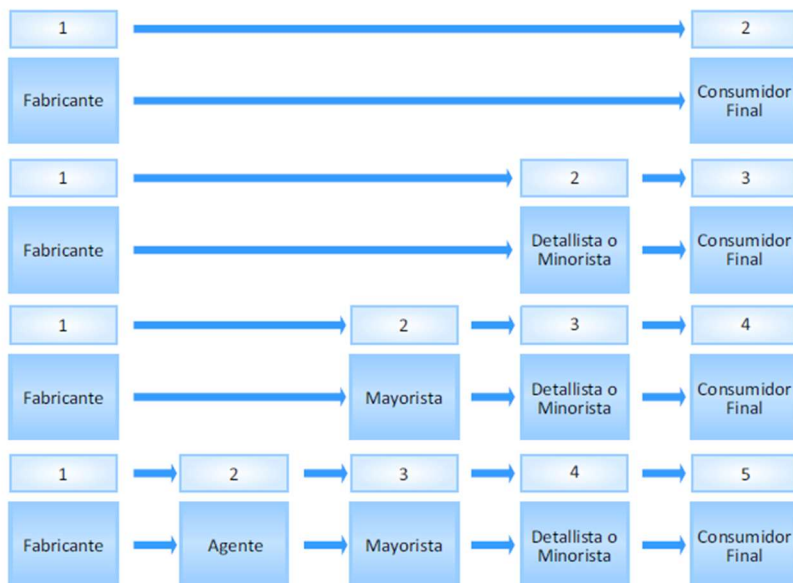 1 2
Fabricante Consumidor
Final
1 2 3
Fabricante Detallista o Consumidor
Minorista Final
1 2 3 4
Fabricante Mayorista Detallista o Consumidor
Minorista Final
1 2 3 4 5
Fabricante Agente Mayorista Detallista o Consumidor
Minorista Final